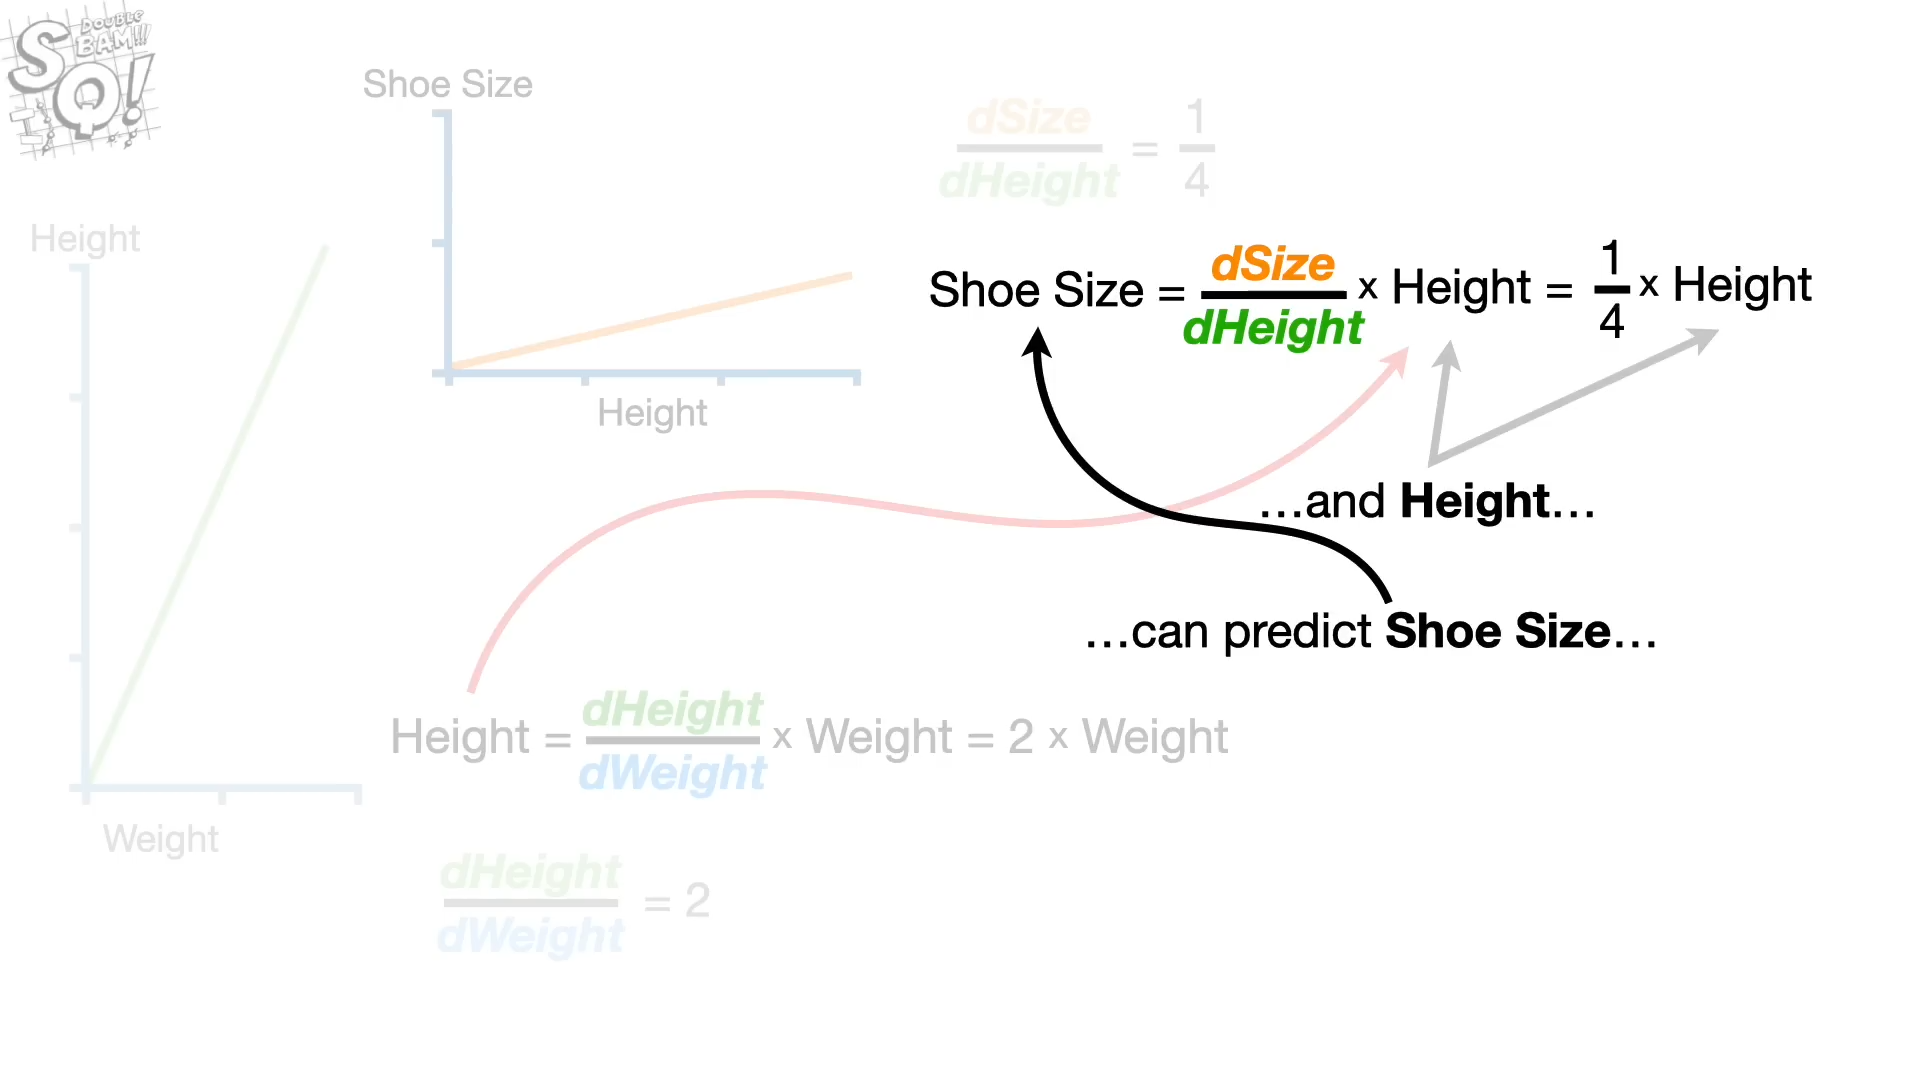 SQ!
DOUBLE
BAM!!!
Shoe Size
Height
Height
Weight
dSize
dHeight
= 1
4
Shoe Size = dSize
dHeight
x Height = 1
4
x Height
…and Height…
…can predict Shoe Size…
Height = dHeight
dWeight
x Weight = 2 x Weight
dHeight
dWeight
= 2